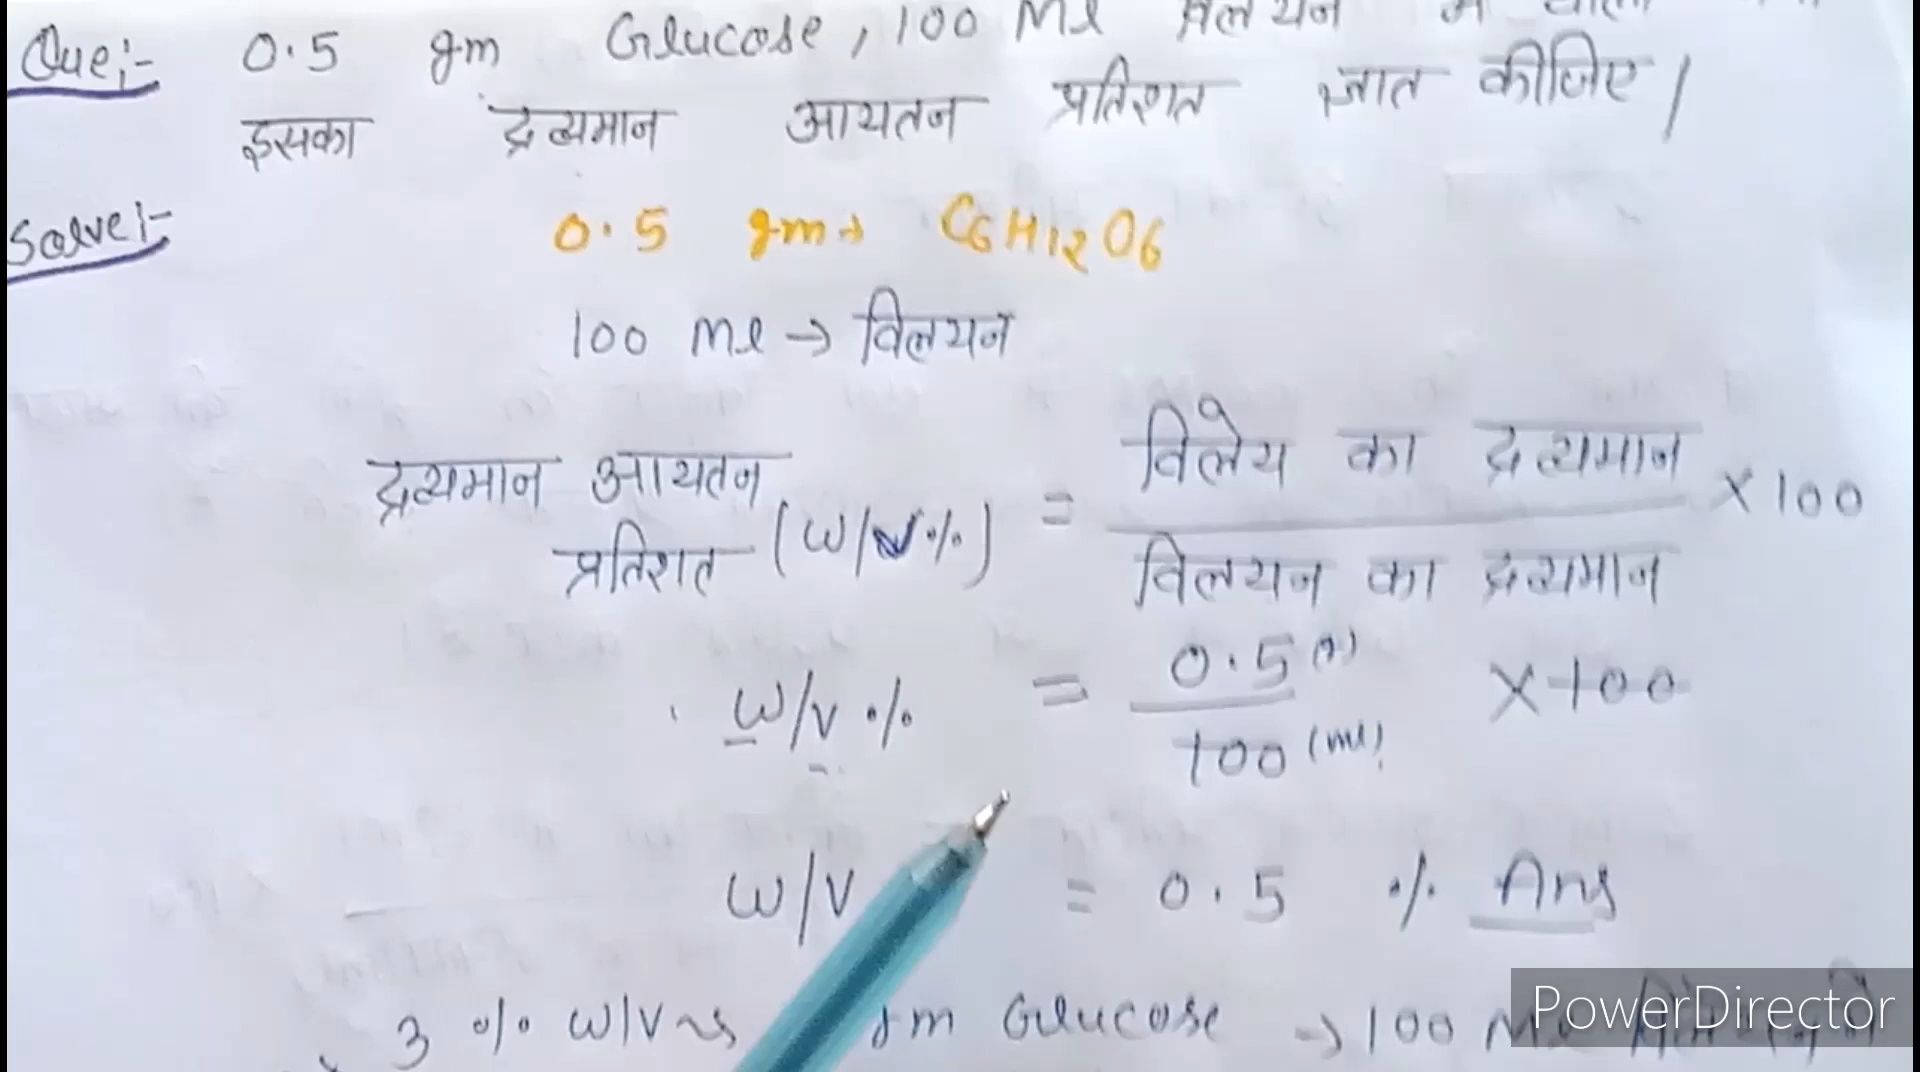 Que:- 0.5 gm Glucose, 100 Ml विलयन में
इसका द्रव्यमान आयतन प्रतिशत ज्ञात कीजिए।
Solve:- 0.5 gm → C6H12O6
100 Ml → विलयन
द्रव्यमान आयतन प्रतिशत (W/V%) = विलेय का द्रव्यमान / विलयन का द्रव्यमान × 100
W/V % = 0.5 / 100 (ml) × 100
W/V = 0.5 % Ans
3 % W/V gm Glucose → 100
PowerDirector